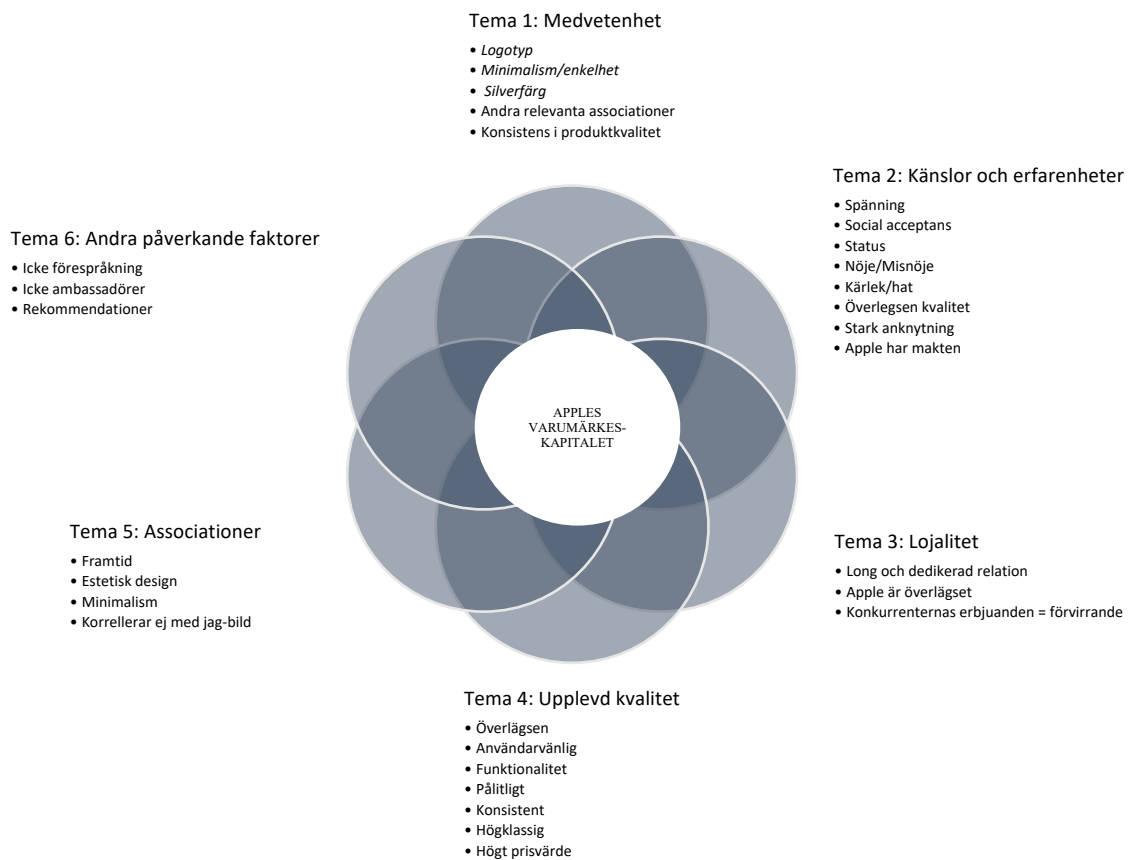 Tema 1: Medvetenhet
• Logotyp
• Minimalism/enkelhet
• Silverfärg
• Andra relevanta associationer
• Konsistens i produktkvalitet
Tema 2: Känslor och erfarenheter
• Spänning
• Social acceptans
• Status
• Nöje/Misnöje
• Kärlek/hat
• Överlegsen kvalitet
• Stark anknytning
• Apple har makten
Tema 3: Lojalitet
• Long och dedikerad relation
• Apple är överlägset
• Konkurrenternas erbjuanden = förvirrande
Tema 4: Upplevd kvalitet
• Överlägsen
• Användarvänlig
• Funktionalitet
• Pålitligt
• Konsistent
• Högklassig
• Högt prisvärde
Tema 5: Associationer
• Framtid
• Estetisk design
• Minimalism
• Korrellerar ej med jag-bild
Tema 6: Andra påverkande faktorer
• Icke förespråkning
• Icke ambassadörer
• Rekommendationer
APPLES
VARUMÄRKES-
KAPITALET